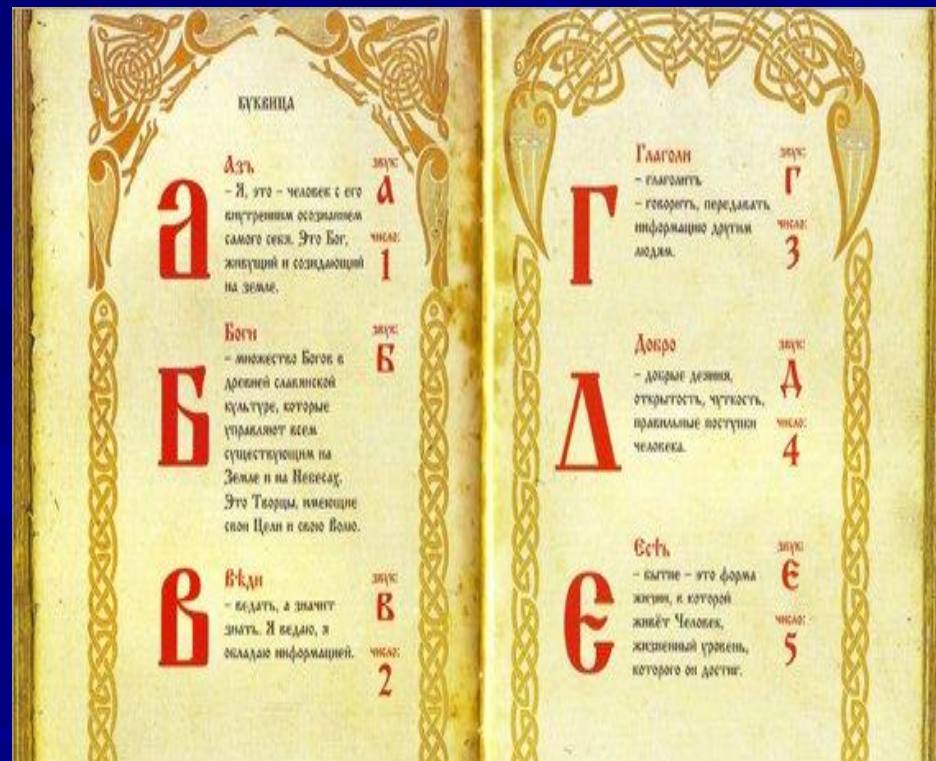 БУКВИЦА
А
Азъ
– Я, это – человек с его
внутренним осознанием
самого себя. Это Бог,
живущий и созидающий
на земле.
звук:
А
число:
1
Б
Боги
– множество Богов в
древней славянской
культуре, которые
управляют всем
существующим на
Земле и на Небесах.
Это Творцы, имеющие
свои Цели и свою Волю.
звук:
Б
В
Вѣди
– ведать, а значит
знать. Я ведаю, я
обладаю информацией.
звук:
В
число:
2
Г
Глаголи
– глаголить
– говорить, передавать
информацию другим
людям.
звук:
Г
число:
3
Д
Добро
– добрые деяния,
открытость, чуткость,
правильные поступки
человека.
звук:
Д
число:
4
Є
Єсть
– бытие – это форма
жизни, в которой
живёт Человек,
жизненный уровень,
которого он достиг.
звук:
Є
число:
5